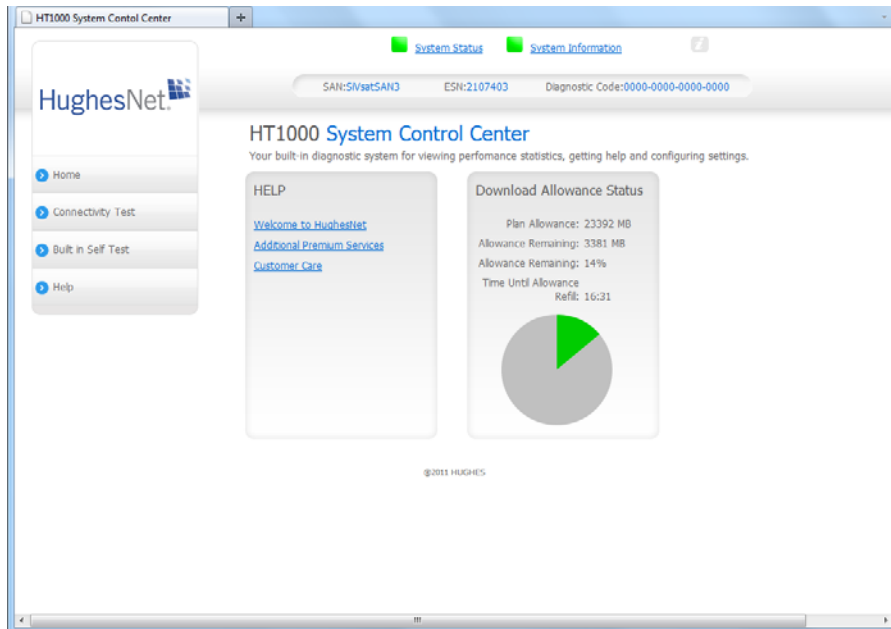 HT1000 System Contol Center
System Status
System Information
i
HughesNet.
SAN:SiVsatSAN3 ESN:2107403 Diagnostic Code:0000-0000-0000-0000
HT1000 System Control Center
Your built-in diagnostic system for viewing perfomance statistics, getting help and configuring settings.
Home
Connectivity Test
Built in Self Test
Help
HELP
Welcome to HughesNet
Additional Premium Services
Customer Care
Download Allowance Status
Plan Allowance: 23392 MB
Allowance Remaining: 3381 MB
Allowance Remaining: 14%
Time Until Allowance
Refill: 16:31
@2011 HUGHES